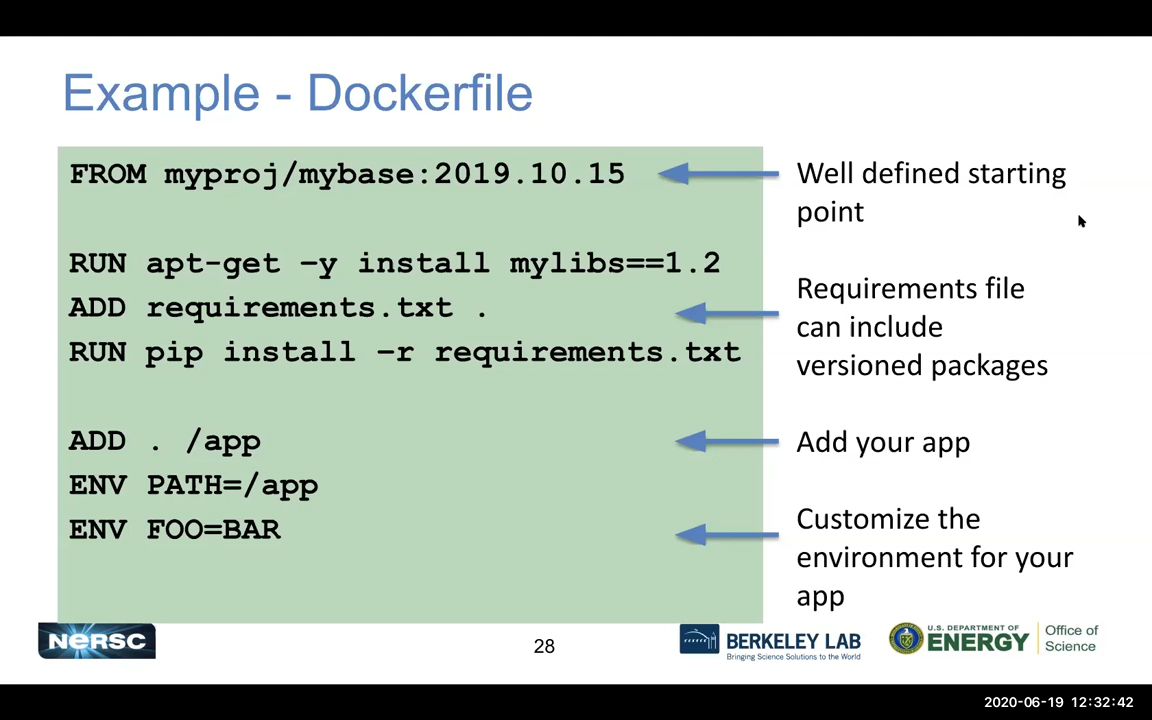 Example - Dockerfile
FROM myproj/mybase:2019.10.15
RUN apt-get –y install mylibs==1.2
ADD requirements.txt .
RUN pip install –r requirements.txt
ADD . /app
ENV PATH=/app
ENV FOO=BAR
Well defined starting
point
Requirements file
can include
versioned packages
Add your app
Customize the
environment for your
app
NERSC
28
BERKELEY LAB
Bringing Science Solutions to the World
U.S. DEPARTMENT OF
ENERGY
Office of
Science
2020-06-19 12:32:42